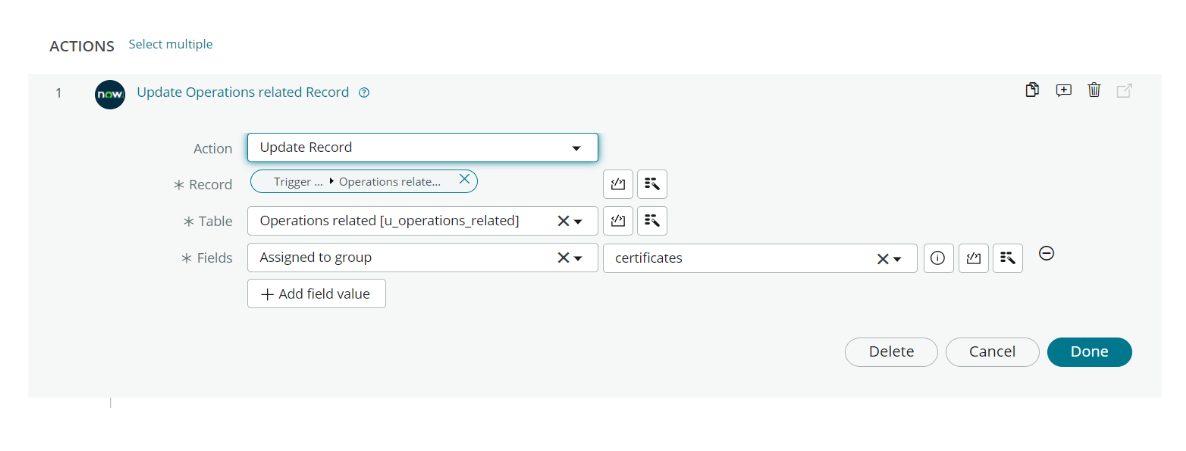 ACTIONS Select multiple
1 now Update Operations related Record
Action Update Record
* Record Trigger ... Operations relate...
* Table Operations related [u_operations_related]
* Fields Assigned to group certificates
+ Add field value
Delete Cancel Done